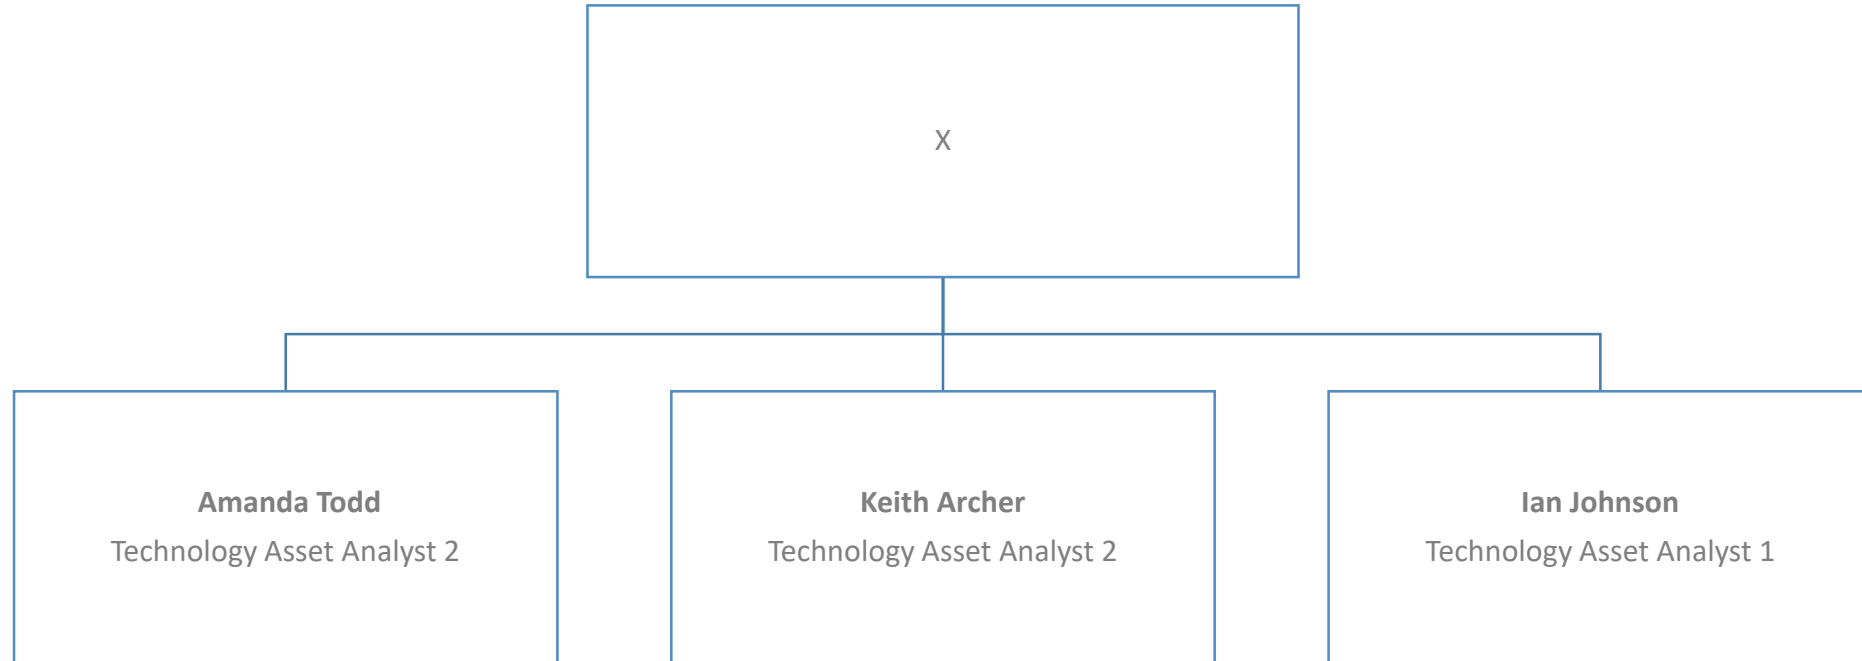 X
Amanda Todd
Technology Asset Analyst 2
Keith Archer
Technology Asset Analyst 2
Ian Johnson
Technology Asset Analyst 1